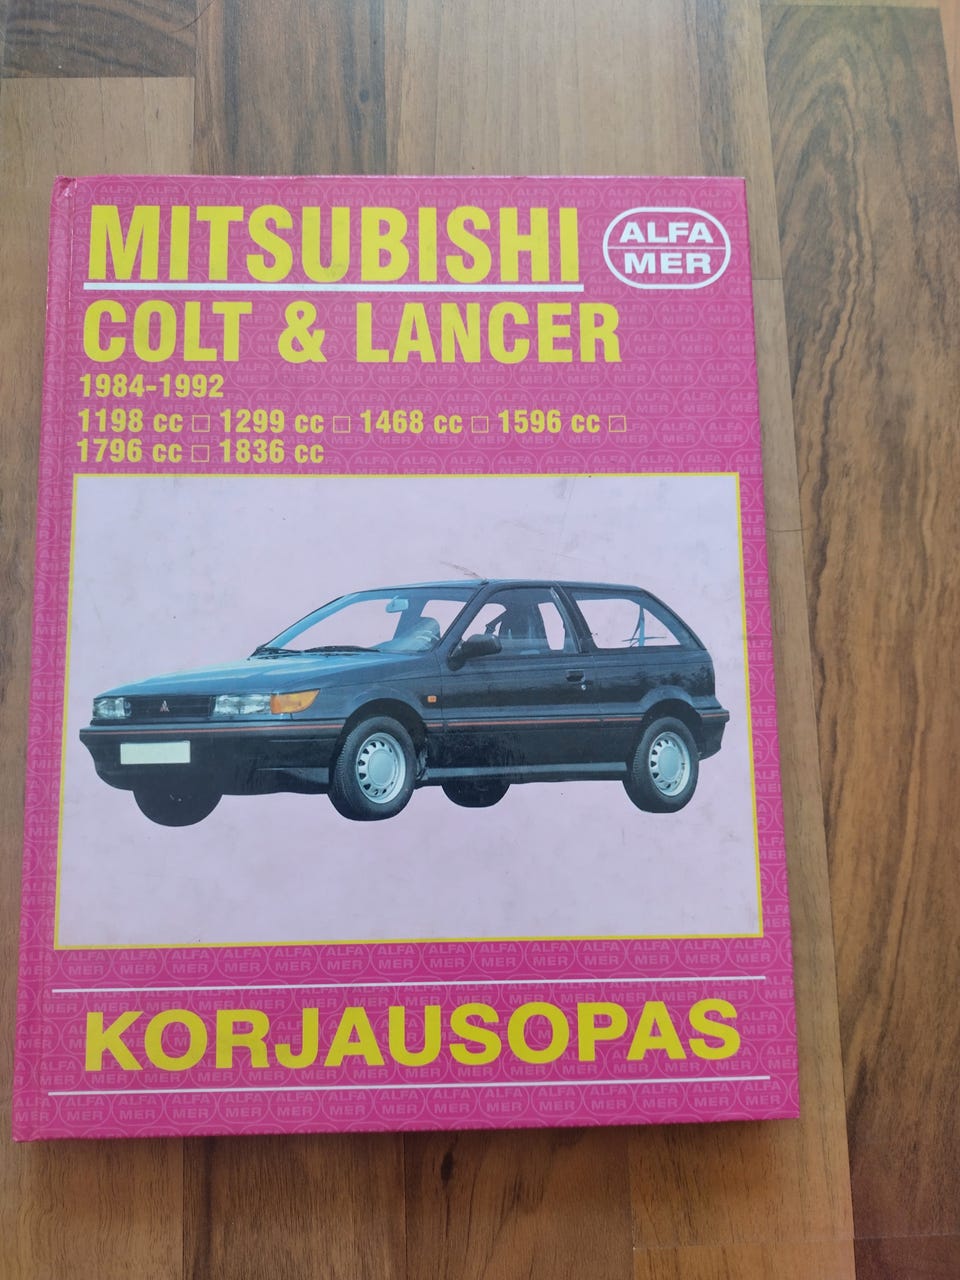 MITSUBISHI
ALFA
MER
COLT & LANCER
1984-1992
1198 cc □ 1299 cc □ 1468 cc □ 1596 cc □
1796 cc □ 1836 cc
KORJAUSOPAS